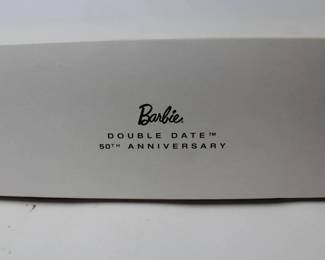 Barbie
DOUBLE DATE™
50TH ANNIVERSARY